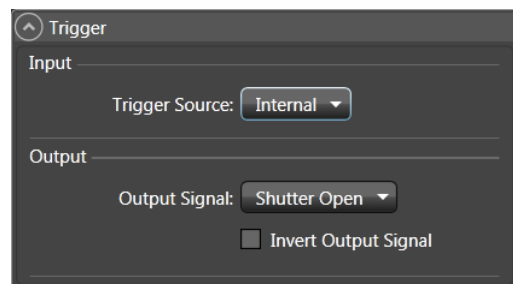 Trigger
Input
Trigger Source: Internal
Output
Output Signal: Shutter Open
Invert Output Signal